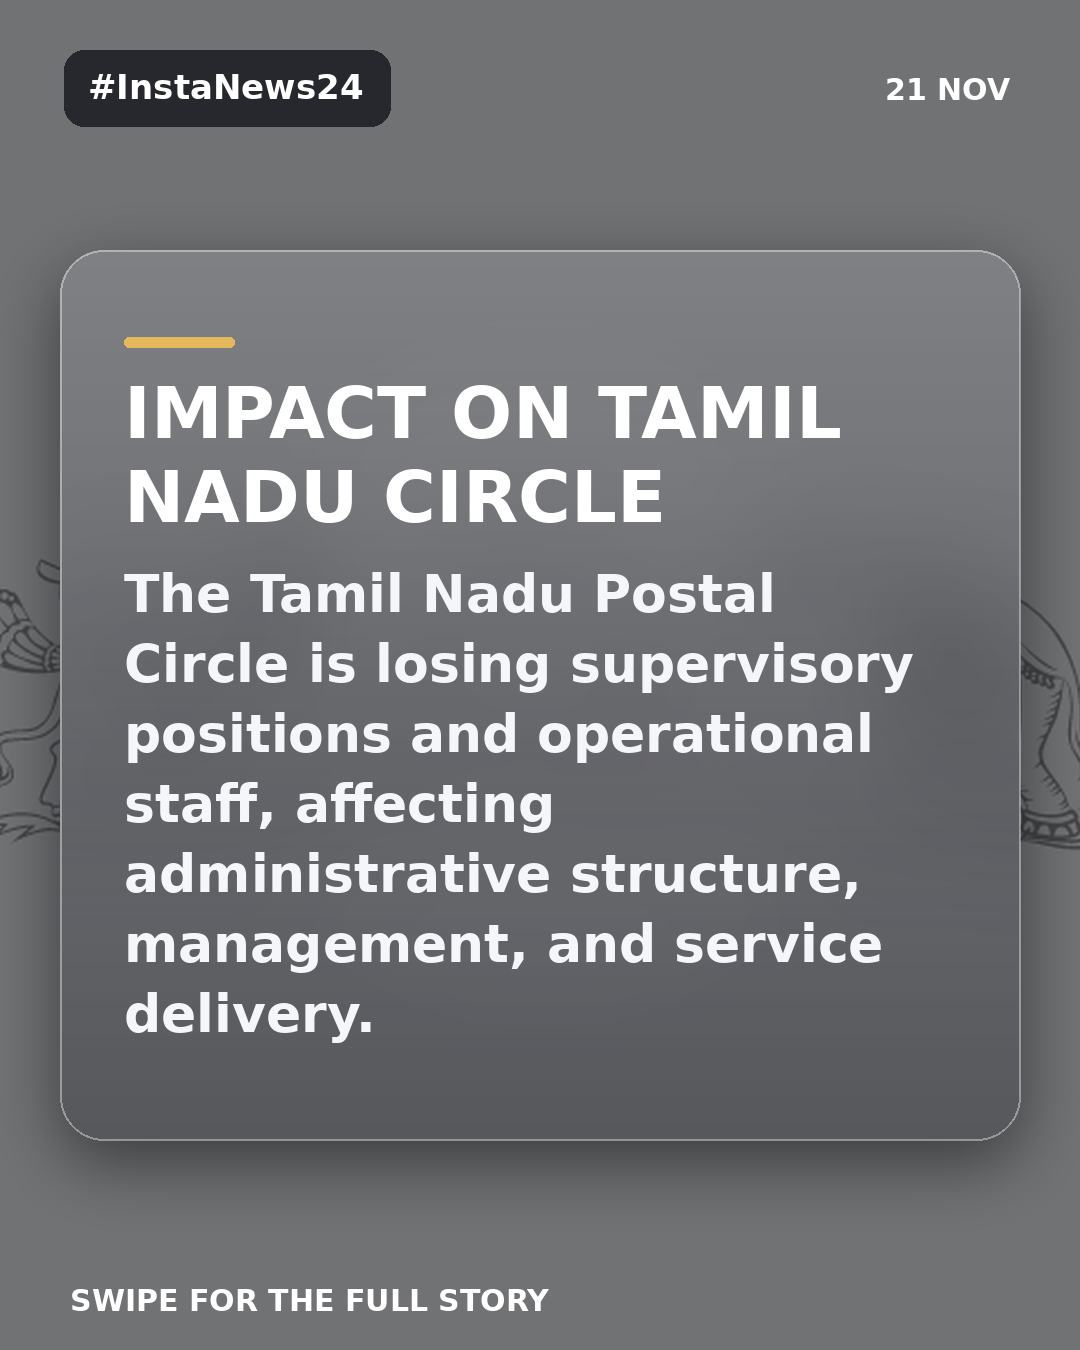 #InstaNews24
21 NOV
IMPACT ON TAMIL
NADU CIRCLE
The Tamil Nadu Postal
Circle is losing supervisory
positions and operational
staff, affecting
administrative structure,
management, and service
delivery.
SWIPE FOR THE FULL STORY